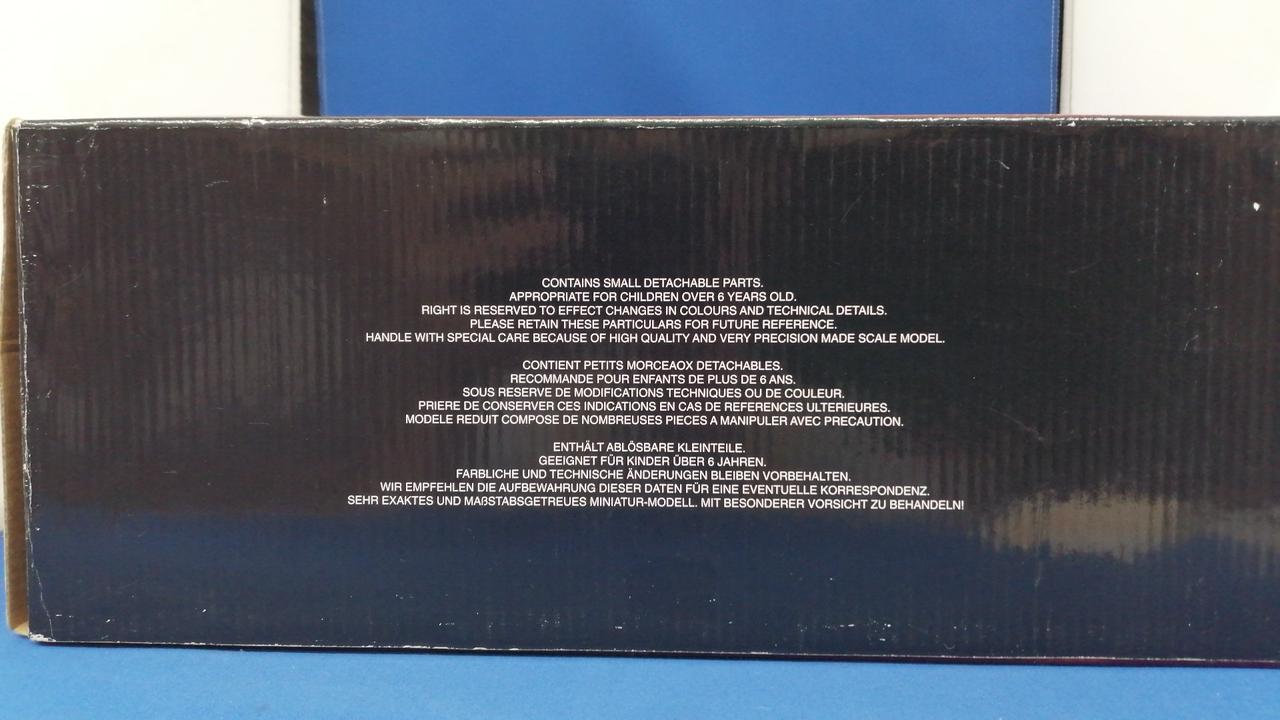 CONTAINS SMALL DETACHABLE PARTS.
APPROPRIATE FOR CHILDREN OVER 6 YEARS OLD.
RIGHT IS RESERVED TO EFFECT CHANGES IN COLOURS AND TECHNICAL DETAILS.
PLEASE RETAIN THESE PARTICULARS FOR FUTURE REFERENCE.
HANDLE WITH SPECIAL CARE BECAUSE OF HIGH QUALITY AND VERY PRECISION MADE SCALE MODEL.
CONTIENT PETITS MORCEAOX DETACHABLES.
RECOMMANDE POUR ENFANTS DE PLUS DE 6 ANS.
SOUS RESERVE DE MODIFICATIONS TECHNIQUES OU DE COULEUR.
PRIERE DE CONSERVER CES INDICATIONS EN CAS DE REFERENCES ULTERIEURES.
MODELE REDUIT COMPOSE DE NOMBREUSES PIECES A MANIPULER AVEC PRECAUTION.
ENTHÄLT ABLÖSBARE KLEINTEILE.
GEEIGNET FÜR KINDER ÜBER 6 JAHREN.
FARBLICHE UND TECHNISCHE ÄNDERUNGEN BLEIBEN VORBEHALTEN.
WIR EMPFEHLEN DIE AUFBEWAHRUNG DIESER DATEN FÜR EINE EVENTUELLE KORRESPONDENZ.
SEHR EXAKTES UND MAßSTABSGETREUES MINIATUR-MODELL. MIT BESONDERER VORSICHT ZU BEHANDELN!